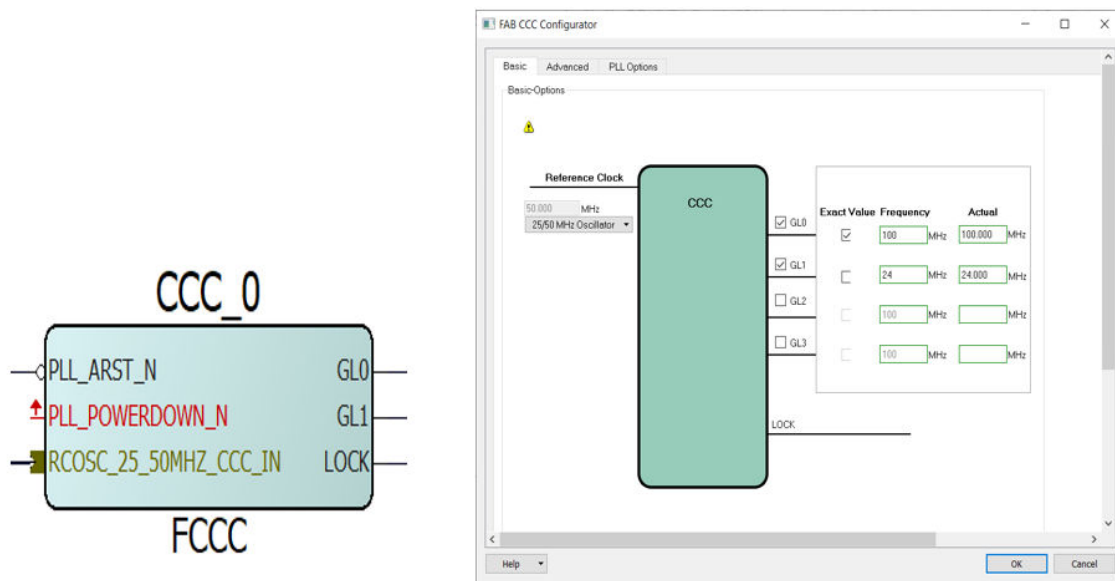 CCC_0
PLL_ARST_N GL0
PLL_POWERDOWN_N GL1
RCOSC_25_50MHZ_CCC_IN LOCK
FCCC
FAB CCC Configurator
Basic Advanced PLL Options
Basic-Options
Reference Clock
50.000 MHz
25/50 MHz Oscillator
CCC
Exact Value Frequency Actual
GL0 100 MHz 100.000 MHz
GL1 24 MHz 24.000 MHz
GL2 100 MHz MHz
GL3 100 MHz MHz
LOCK
Help OK Cancel